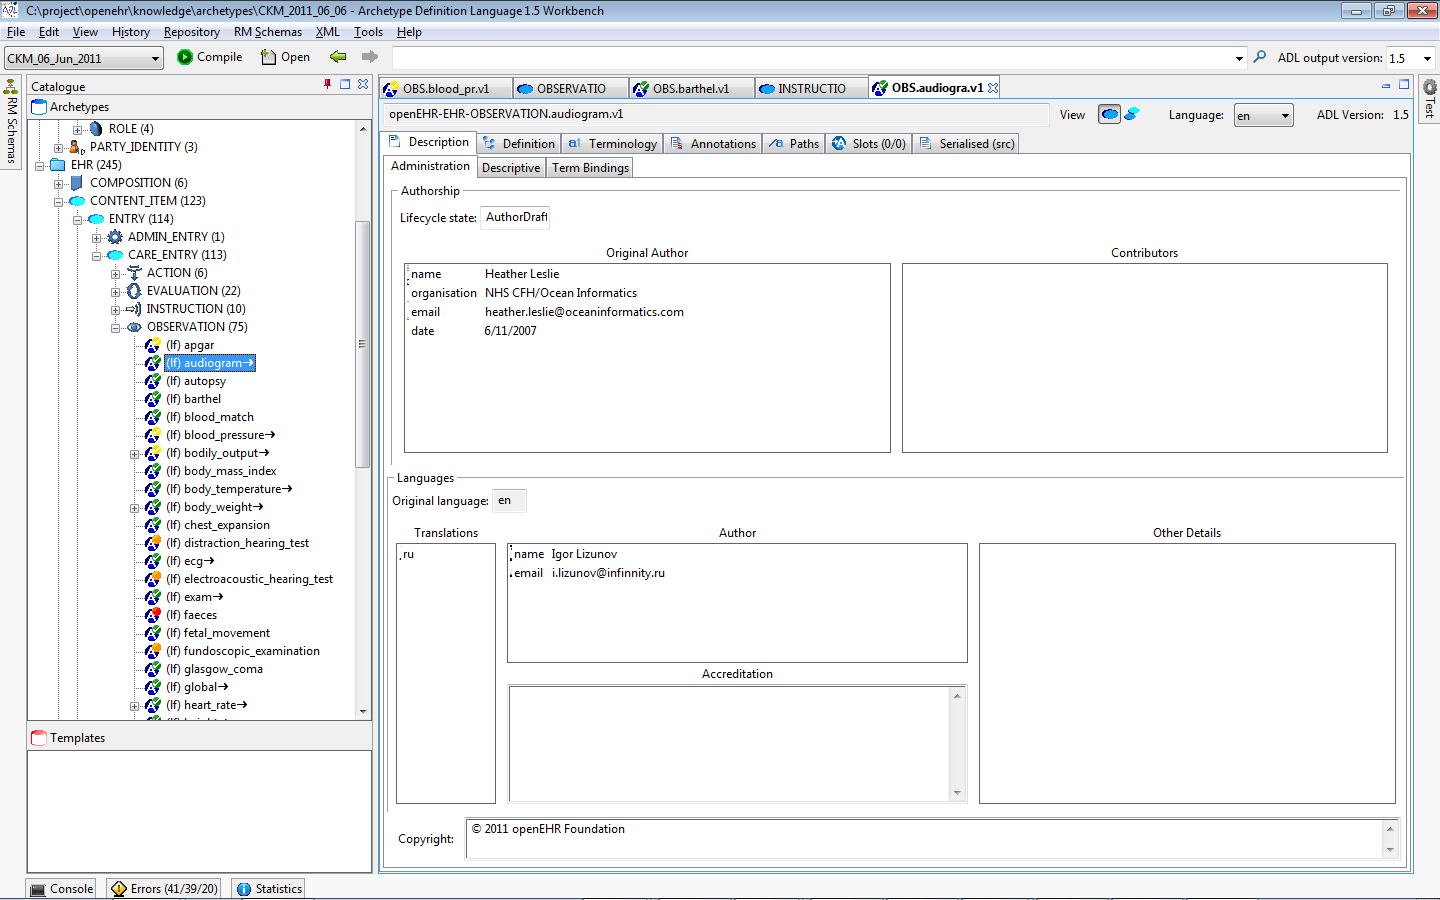 C:\project\openehr\knowledge\archetypes\CKM_2011_06_06 - Archetype Definition Language 1.5 Workbench
File Edit View History Repository RM Schemas XML Tools Help
CKM_06_Jun_2011 Compile Open ADL output version: 1.5
RM Schemas
Catalogue
Archetypes
ROLE (4)
PARTY_IDENTITY (3)
EHR (245)
COMPOSITION (6)
CONTENT_ITEM (123)
ENTRY (114)
ADMIN_ENTRY (1)
CARE_ENTRY (113)
ACTION (6)
EVALUATION (22)
INSTRUCTION (10)
OBSERVATION (75)
(lf) apgar
(lf) audiogram→
(lf) autopsy
(lf) barthel
(lf) blood_match
(lf) blood_pressure→
(lf) bodily_output→
(lf) body_mass_index
(lf) body_temperature→
(lf) body_weight→
(lf) chest_expansion
(lf) distraction_hearing_test
(lf) ecg→
(lf) electroacoustic_hearing_test
(lf) exam→
(lf) faeces
(lf) fetal_movement
(lf) fundoscopic_examination
(lf) glasgow_coma
(lf) global→
(lf) heart_rate→
Templates
OBS.blood_pr.v1 OBSERVATIO OBS.barthel.v1 INSTRUCTIO OBS.audiogra.v1
Test
openEHR-EHR-OBSERVATION.audiogram.v1 View Language: en ADL Version: 1.5
Description Definition Terminology Annotations Paths Slots (0/0) Serialised (src)
Administration Descriptive Term Bindings
Authorship
Lifecycle state: AuthorDraft
Original Author Contributors
name Heather Leslie
organisation NHS CFH/Ocean Informatics
email heather.leslie@oceaninformatics.com
date 6/11/2007
Languages
Original language: en
Translations Author Other Details
ru name Igor Lizunov
email i.lizunov@infinnity.ru
Accreditation
Copyright: © 2011 openEHR Foundation
Console Errors (41/39/20) Statistics